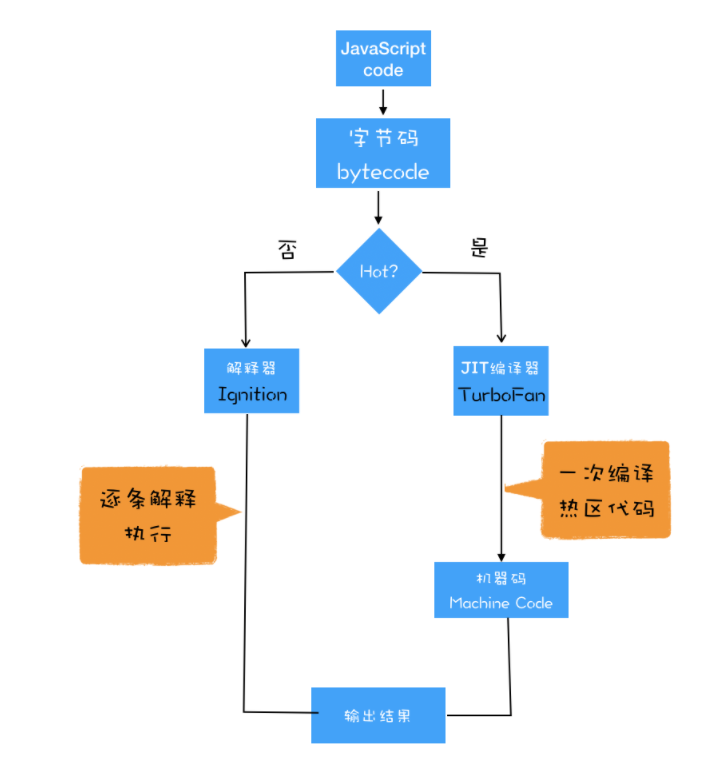 JavaScript
code
字节码
bytecode
否
是
Hot?
解释器
Ignition
JIT编译器
TurboFan
逐条解释
执行
一次编译
热区代码
机器码
Machine Code
输出结果